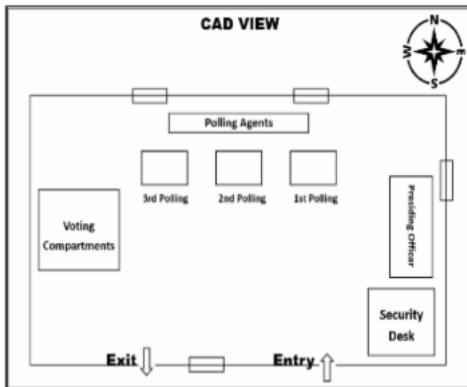 CAD VIEW
N
W
E
S
Polling Agents
3rd Polling
2nd Polling
1st Polling
Voting
Compartments
Presiding Officer
Security
Desk
Exit
Entry